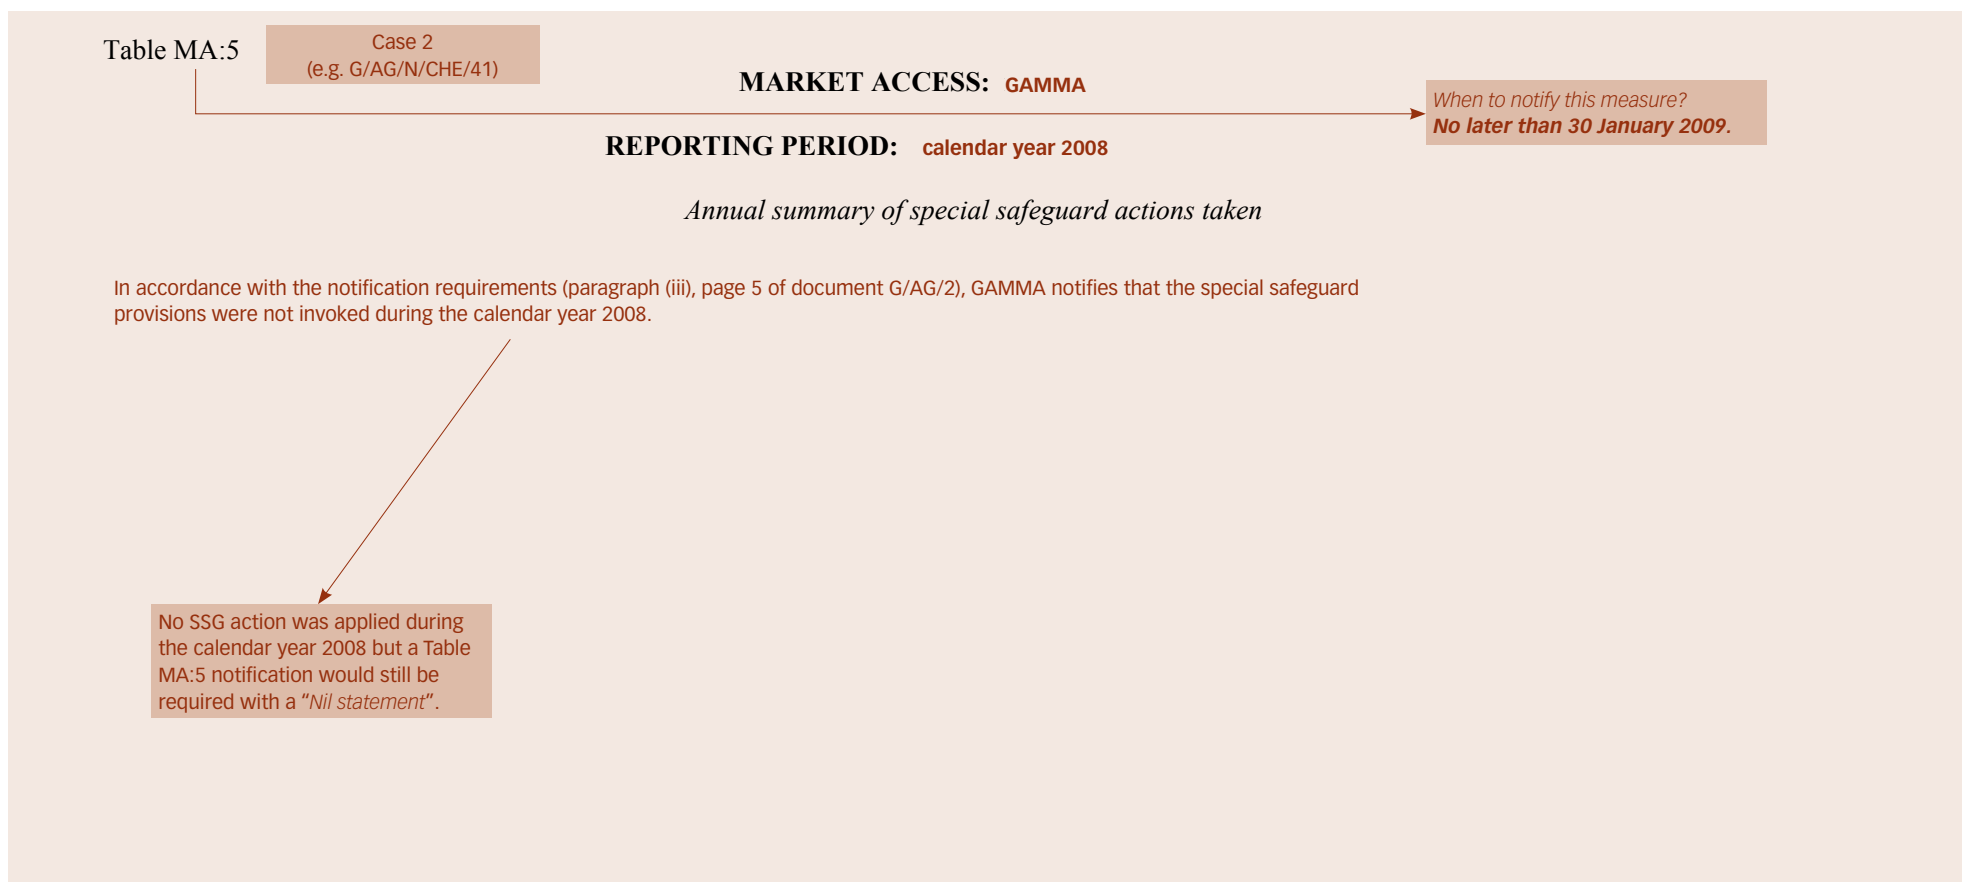 Table MA:5
Case 2
(e.g. G/AG/N/CHE/41)
MARKET ACCESS: GAMMA
When to notify this measure?
No later than 30 January 2009.
REPORTING PERIOD: calendar year 2008
Annual summary of special safeguard actions taken
In accordance with the notification requirements (paragraph (iii), page 5 of document G/AG/2), GAMMA notifies that the special safeguard
provisions were not invoked during the calendar year 2008.
No SSG action was applied during
the calendar year 2008 but a Table
MA:5 notification would still be
required with a “Nil statement”.